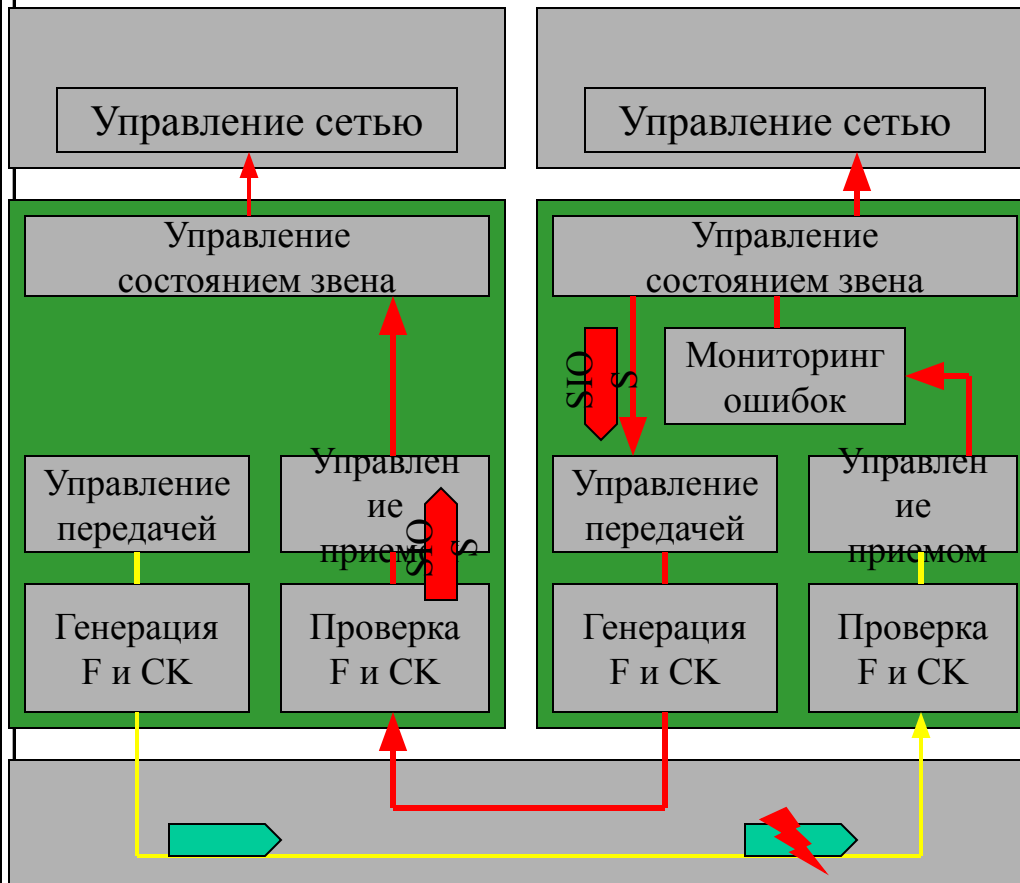 Управление сетью
Управление сетью
Управление
состоянием звена
Управление
состоянием звена
SIO
S
Мониторинг
ошибок
Управление
передачей
Управлен
ие
приемом
SIO
S
Управление
передачей
Управлен
ие
приемом
Генерация
F и CK
Проверка
F и CK
Генерация
F и CK
Проверка
F и CK